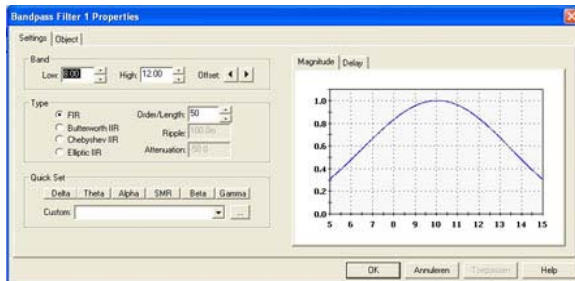 Bandpass Filter 1 Properties
Settings Object
Band
Low: 8.00 High: 12.00 Offset:
Type
FIR
Butterworth IIR
Chebyshev IIR
Elliptic IIR
Order/Length: 50
Ripple: 100.0m
Attenuation:
Quick Set
Delta Theta Alpha SMR Beta Gamma
Custom: ...
Magnitude Delay
1.0
0.8
0.6
0.4
0.2
0.0
5 6 7 8 9 10 11 12 13 14 15
OK Annuleren Toepassen Help